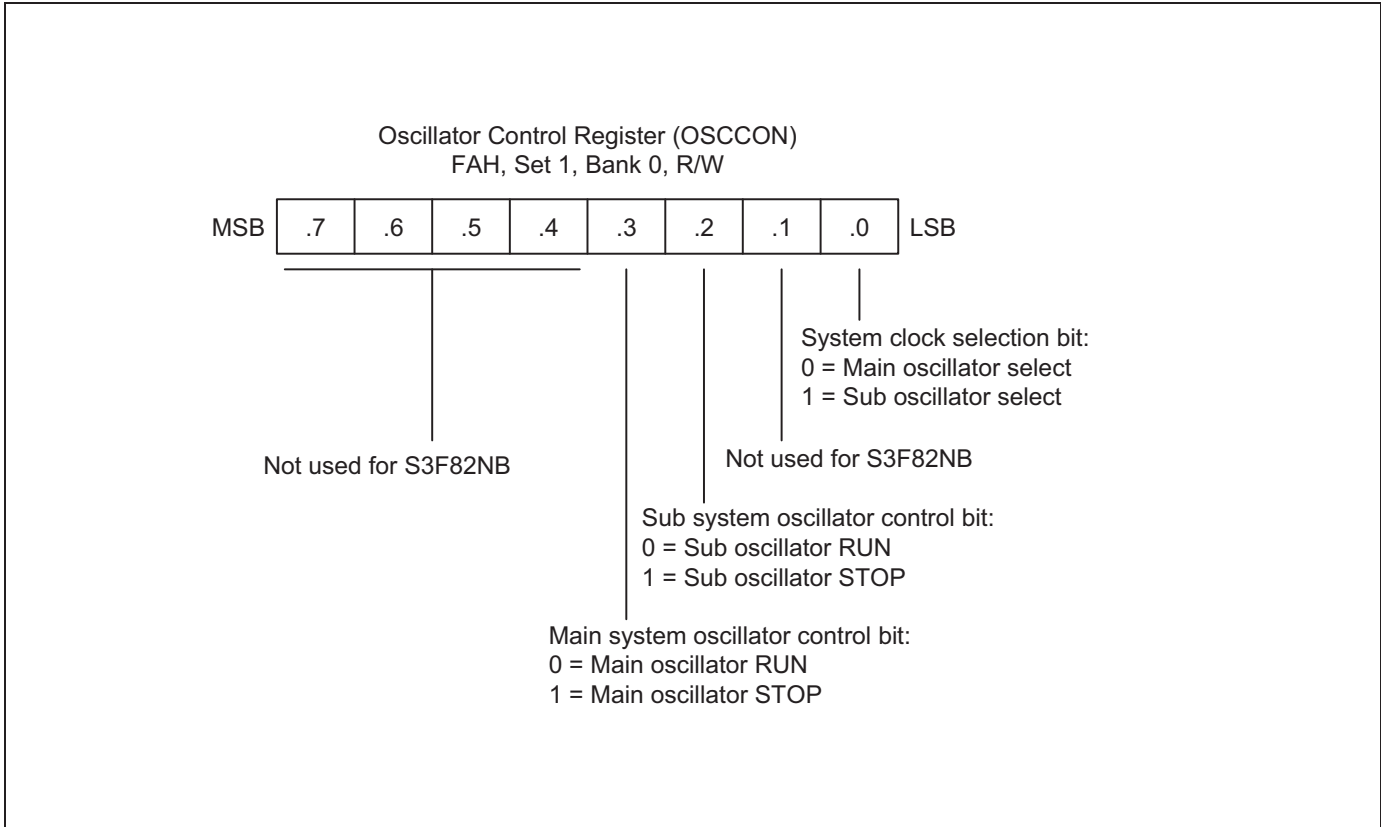 Oscillator Control Register (OSCCON)
FAH, Set 1, Bank 0, R/W
MSB .7 .6 .5 .4 .3 .2 .1 .0 LSB
System clock selection bit:
0 = Main oscillator select
1 = Sub oscillator select
Not used for S3F82NB
Not used for S3F82NB
Sub system oscillator control bit:
0 = Sub oscillator RUN
1 = Sub oscillator STOP
Main system oscillator control bit:
0 = Main oscillator RUN
1 = Main oscillator STOP